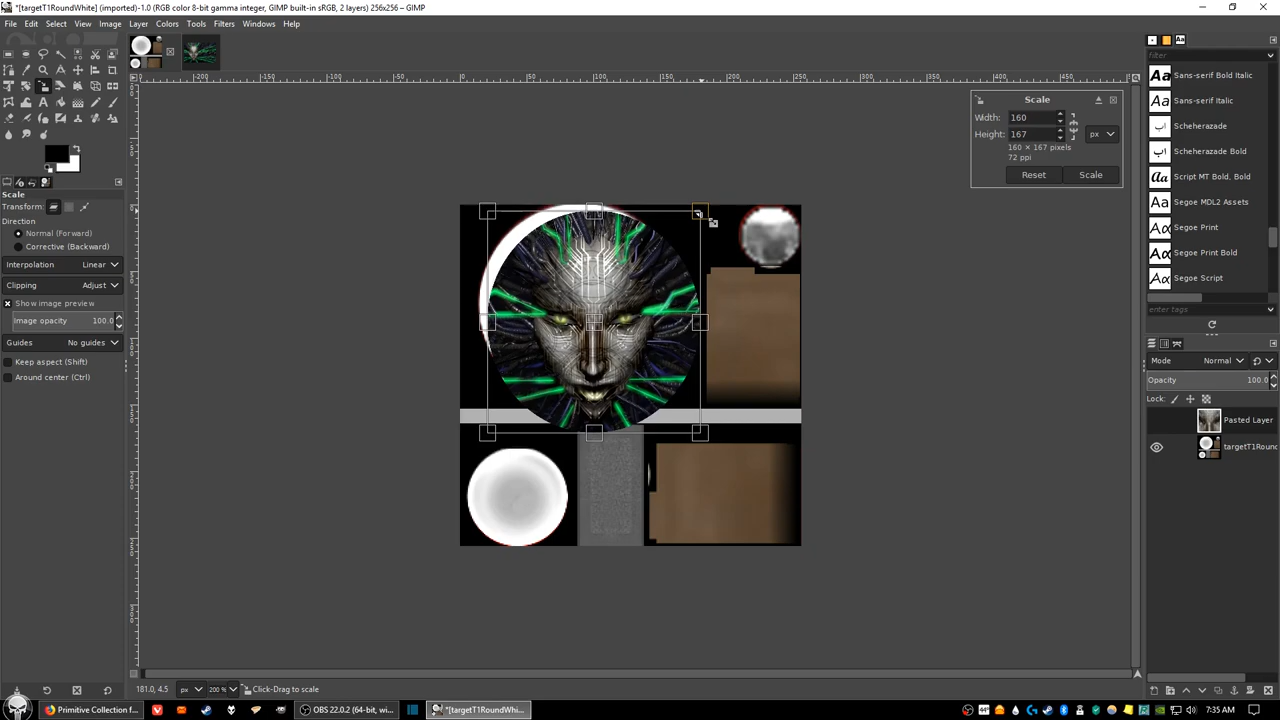 *[targetT1RoundWhite] (imported)-1.0 (RGB color 8-bit gamma integer, GIMP built-in sRGB, 2 layers) 256x256 – GIMP
File Edit Select View Image Layer Colors Tools Filters Windows Help
Scale
Width: 160
Height: 167
px
160 × 167 pixels
72 ppi
Reset Scale
Scale
Transform:
Direction
Normal (Forward)
Corrective (Backward)
Interpolation Linear
Clipping Adjust
Show image preview
Image opacity 100.0
Guides No guides
Keep aspect (Shift)
Around center (Ctrl)
filter
Sans-serif Bold Italic
Sans-serif Italic
Scheherazade
Scheherazade Bold
Script MT Bold, Bold
Segoe MDL2 Assets
Segoe Print
Segoe Print Bold
Segoe Script
enter tags
Mode Normal
Opacity 100.0
Lock:
Pasted Layer
targetT1Round
181.0, 4.5 px 200 % Click-Drag to scale
Primitive Collection f...
OBS 22.0.2 (64-bit, wi...
*[targetT1RoundWhi...
7:35 AM